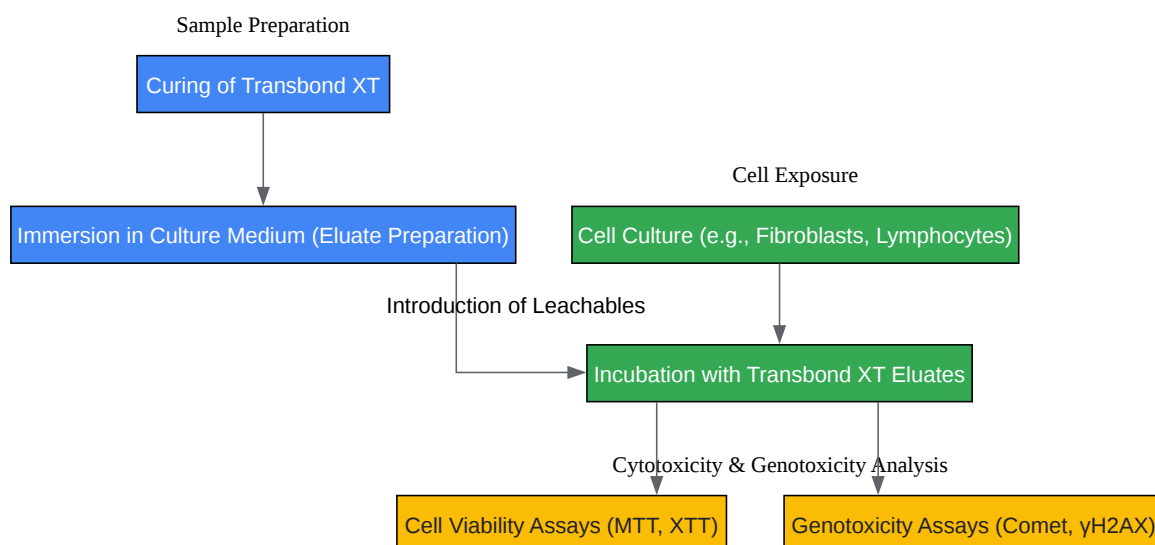 Sample Preparation
Curing of Transbond XT
Cell Exposure
Immersion in Culture Medium (Eluate Preparation)
Cell Culture (e.g., Fibroblasts, Lymphocytes)
Introduction of Leachables
Incubation with Transbond XT Eluates
Cytotoxicity & Genotoxicity Analysis
Cell Viability Assays (MTT, XTT)
Genotoxicity Assays (Comet, γH2AX)